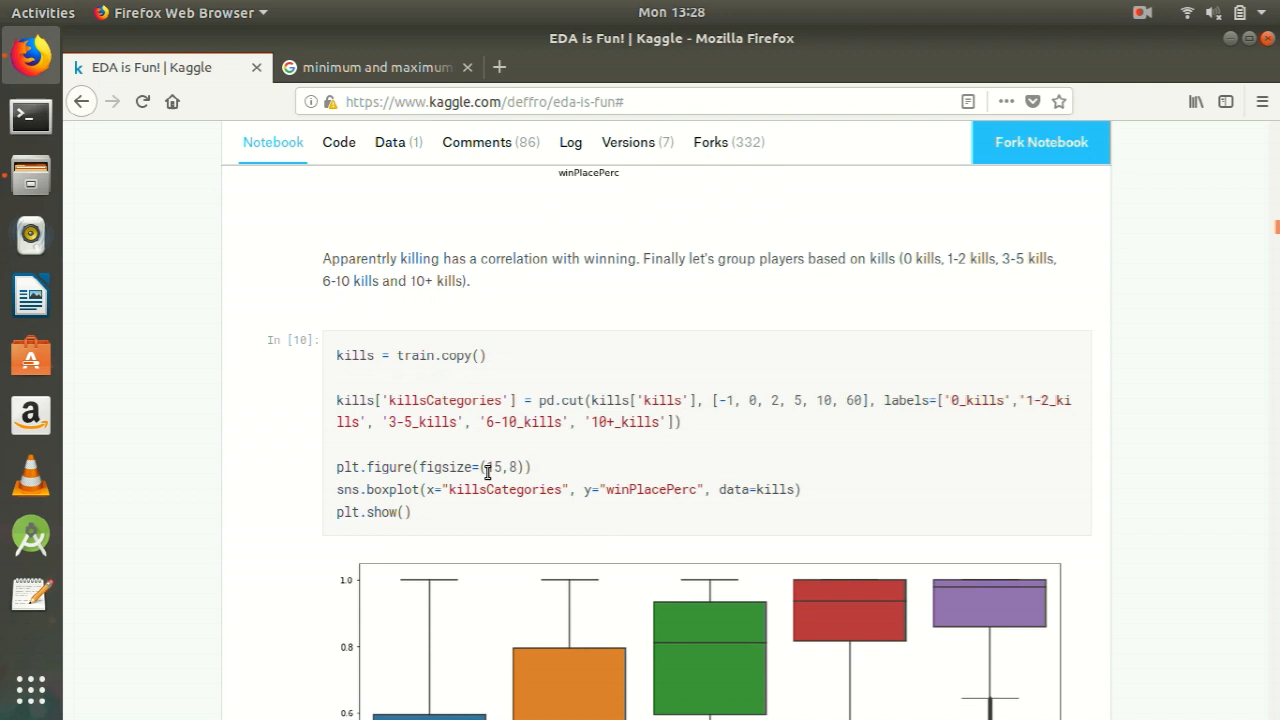 Activities Firefox Web Browser Mon 13:28
EDA is Fun! | Kaggle - Mozilla Firefox
k EDA is Fun! | Kaggle minimum and maximum
https://www.kaggle.com/deffro/eda-is-fun#
Notebook Code Data (1) Comments (86) Log Versions (7) Forks (332) Fork Notebook
winPlacePerc
Apparentrly killing has a correlation with winning. Finally let's group players based on kills (0 kills, 1-2 kills, 3-5 kills,
6-10 kills and 10+ kills).
In [10]:
kills = train.copy()
kills['killsCategories'] = pd.cut(kills['kills'], [-1, 0, 2, 5, 10, 60], labels=['0_kills','1-2_ki
lls', '3-5_kills', '6-10_kills', '10+_kills'])
plt.figure(figsize=(15,8))
sns.boxplot(x="killsCategories", y="winPlacePerc", data=kills)
plt.show()
1.0
0.8
0.6